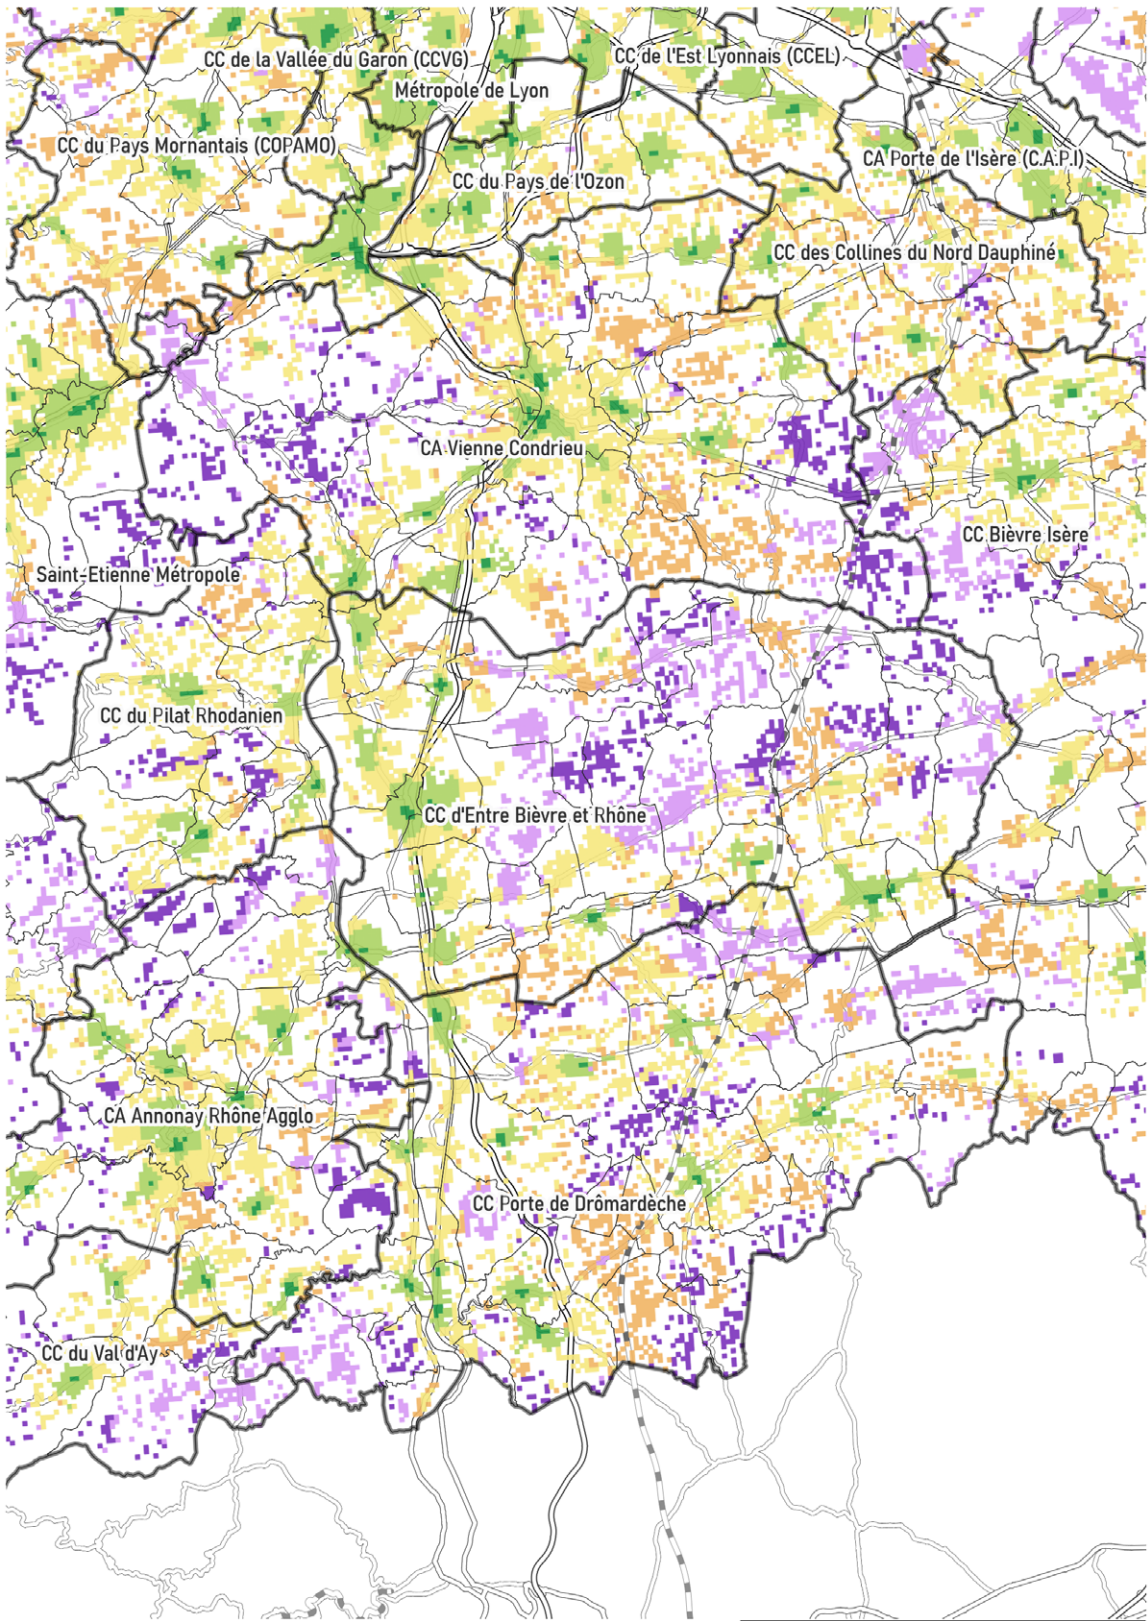 CC de la Vallée du Garon (CCVG)
CC de l'Est Lyonnais (CCEL)
Métropole de Lyon
CC du Pays Mornantais (COPAMO)
CA Porte de l'Isère (C.A.P.I)
CC du Pays de l'Ozon
CC des Collines du Nord Dauphiné
CA Vienne Condrieu
CC Bièvre Isère
Saint-Etienne Métropole
CC du Pilat Rhodanien
CC d'Entre Bièvre et Rhône
CA Annonay Rhône Agglo
CC Porte de Drômardèche
CC du Val d'Ay